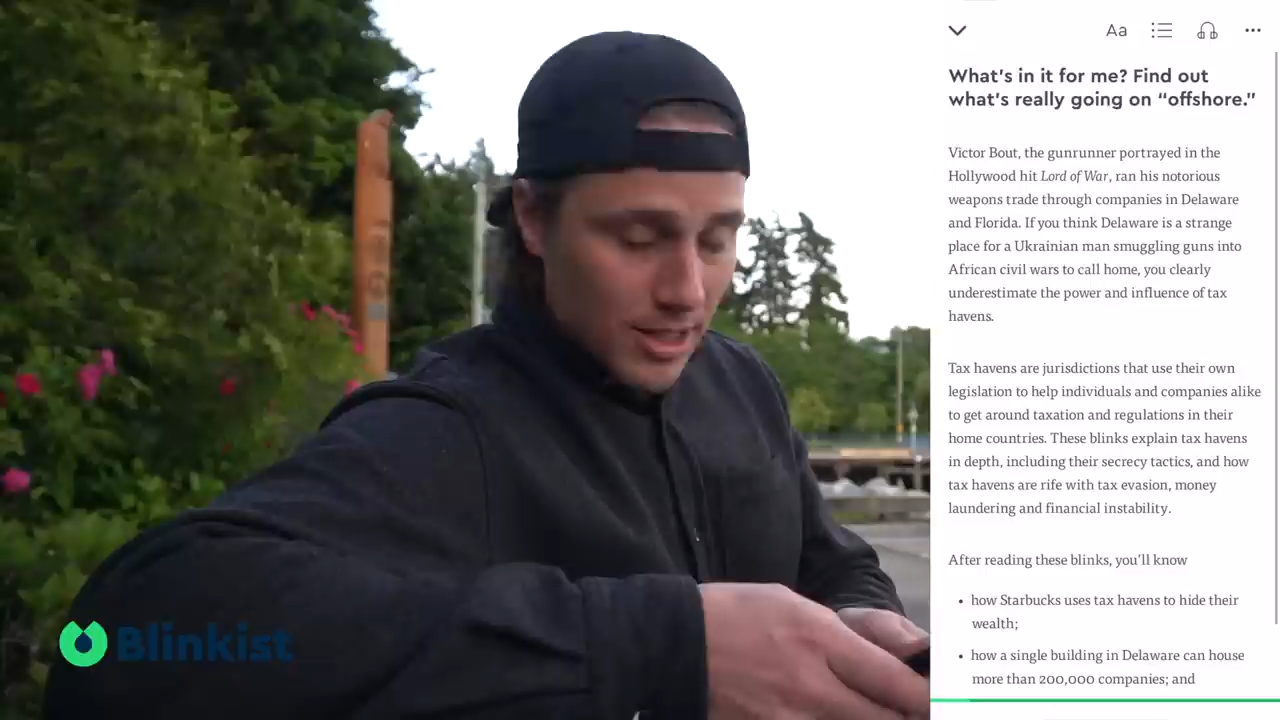 Aa
What's in it for me? Find out
what's really going on “offshore.”
Victor Bout, the gunrunner portrayed in the
Hollywood hit Lord of War, ran his notorious
weapons trade through companies in Delaware
and Florida. If you think Delaware is a strange
place for a Ukrainian man smuggling guns into
African civil wars to call home, you clearly
underestimate the power and influence of tax
havens.
Tax havens are jurisdictions that use their own
legislation to help individuals and companies alike
to get around taxation and regulations in their
home countries. These blinks explain tax havens
in depth, including their secrecy tactics, and how
tax havens are rife with tax evasion, money
laundering and financial instability.
After reading these blinks, you’ll know
• how Starbucks uses tax havens to hide their
wealth;
• how a single building in Delaware can house
more than 200,000 companies; and
Blinkist